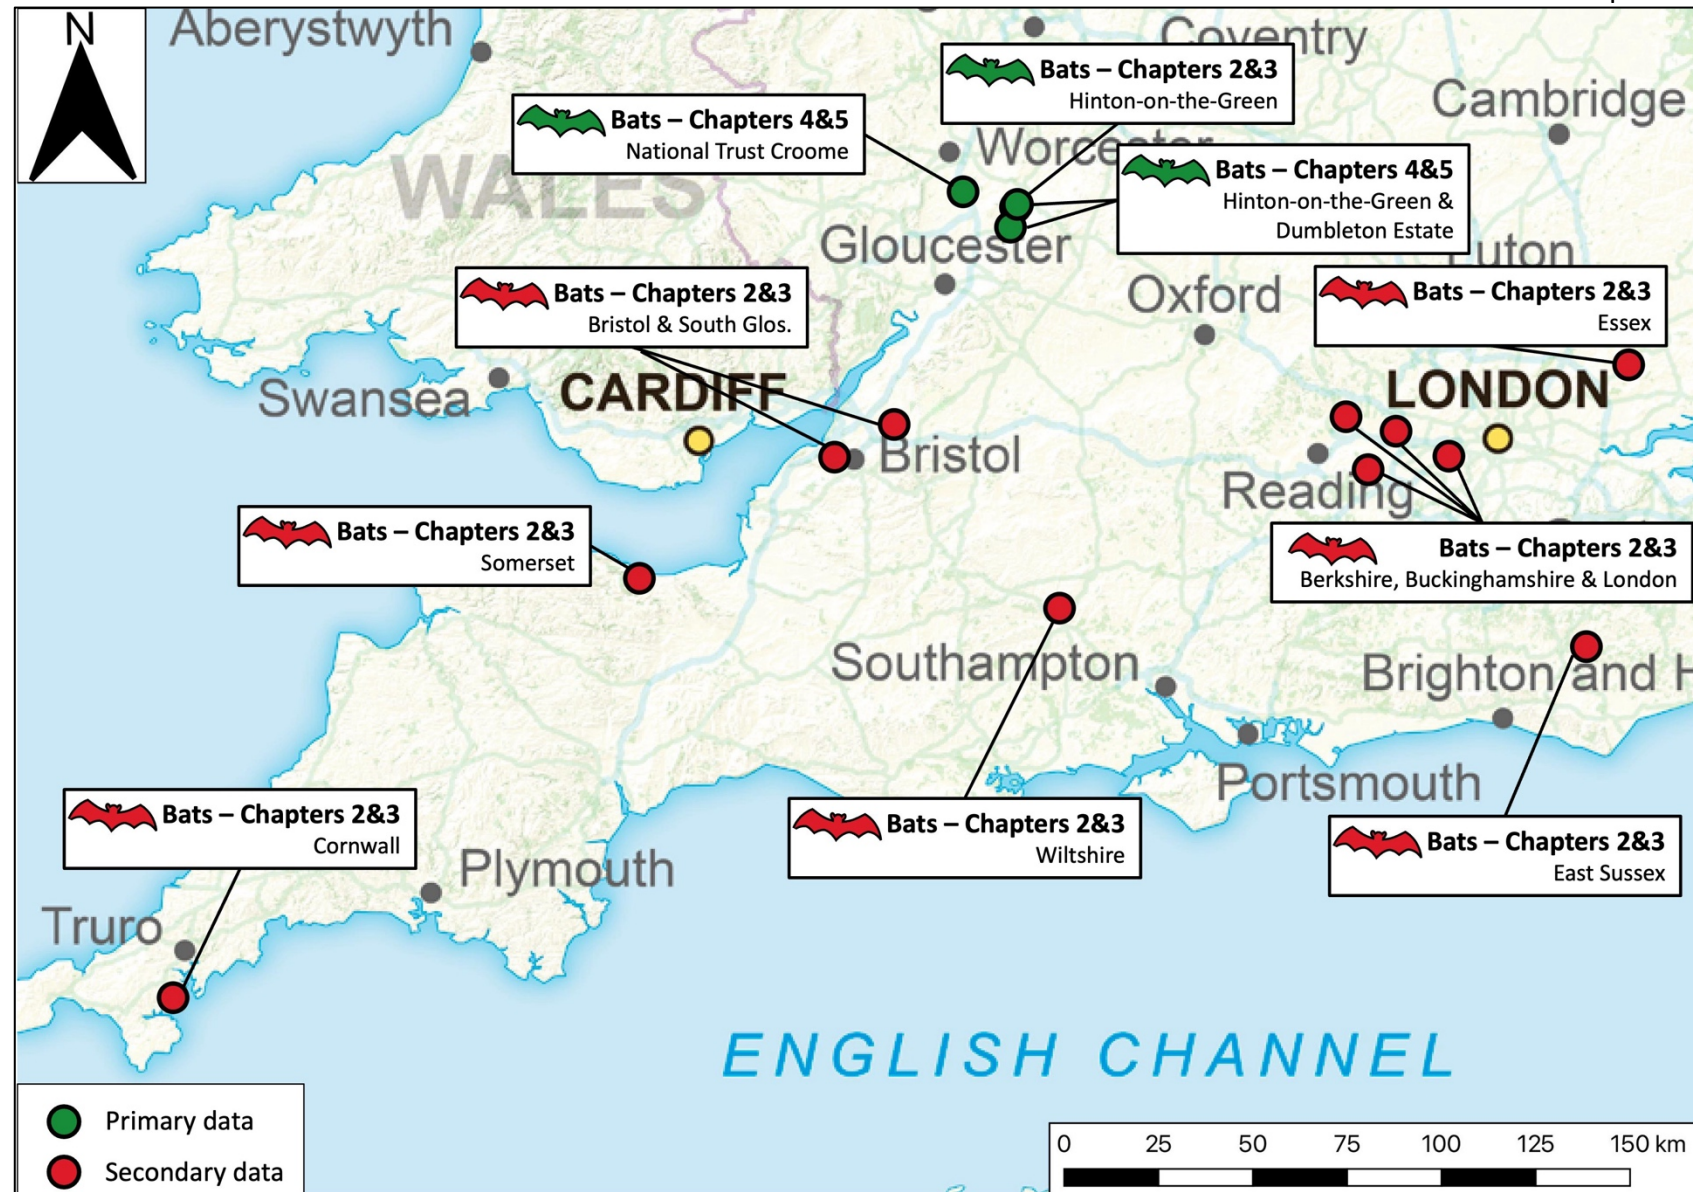 N
Aberystwyth
Coventry
Bats – Chapters 2&3
Hinton-on-the-Green
Cambridge
Bats – Chapters 4&5
National Trust Croome
Worcester
WALES
Bats – Chapters 4&5
Hinton-on-the-Green &
Dumbleton Estate
Gloucester
Luton
Oxford
Bats – Chapters 2&3
Bristol & South Glos.
Bats – Chapters 2&3
Essex
Swansea
CARDIFF
LONDON
Bristol
Reading
Bats – Chapters 2&3
Somerset
Bats – Chapters 2&3
Berkshire, Buckinghamshire & London
Southampton
Brighton and H
Portsmouth
Bats – Chapters 2&3
Cornwall
Bats – Chapters 2&3
Wiltshire
Bats – Chapters 2&3
East Sussex
Plymouth
Truro
ENGLISH CHANNEL
Primary data
Secondary data
0 25 50 75 100 125 150 km